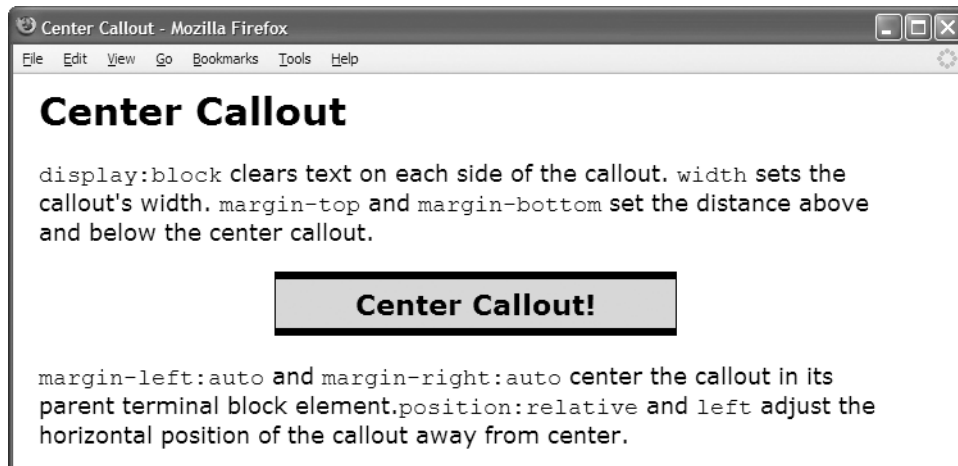 Center Callout - Mozilla Firefox
File Edit View Go Bookmarks Tools Help
Center Callout
display:block clears text on each side of the callout. width sets the
callout's width. margin-top and margin-bottom set the distance above
and below the center callout.
Center Callout!
margin-left:auto and margin-right:auto center the callout in its
parent terminal block element.position:relative and left adjust the
horizontal position of the callout away from center.